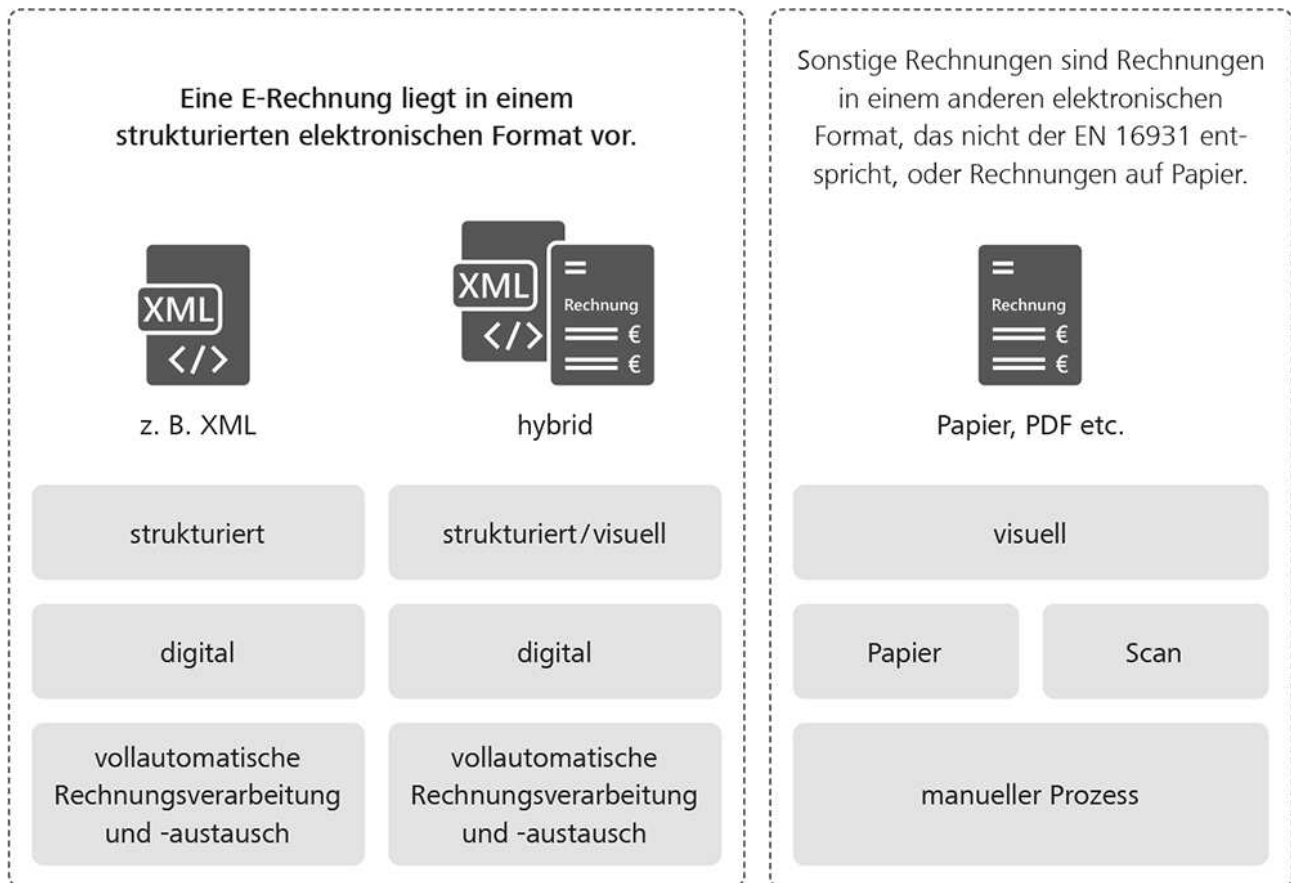 Eine E-Rechnung liegt in einem
strukturierten elektronischen Format vor.
XML
</>
z. B. XML
XML
</>
Rechnung
€
€
hybrid
strukturiert
strukturiert/visuell
digital
digital
vollautomatische
Rechnungsverarbeitung
und -austausch
vollautomatische
Rechnungsverarbeitung
und -austausch
Sonstige Rechnungen sind Rechnungen
in einem anderen elektronischen
Format, das nicht der EN 16931 ent-
spricht, oder Rechnungen auf Papier.
Rechnung
€
€
Papier, PDF etc.
visuell
Papier
Scan
manueller Prozess